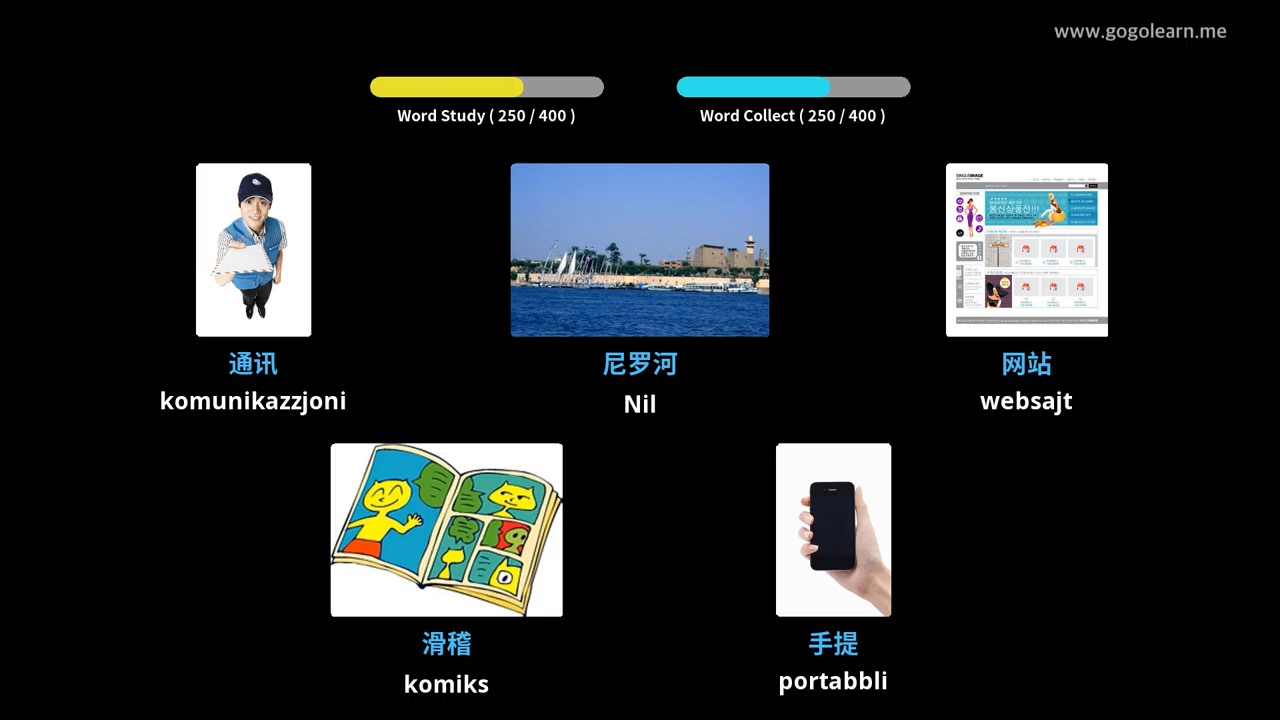 www.gogolearn.me
Word Study ( 250 / 400 )
Word Collect ( 250 / 400 )
通讯
komunikazzjoni
尼罗河
Nil
网站
websajt
滑稽
komiks
手提
portabbli